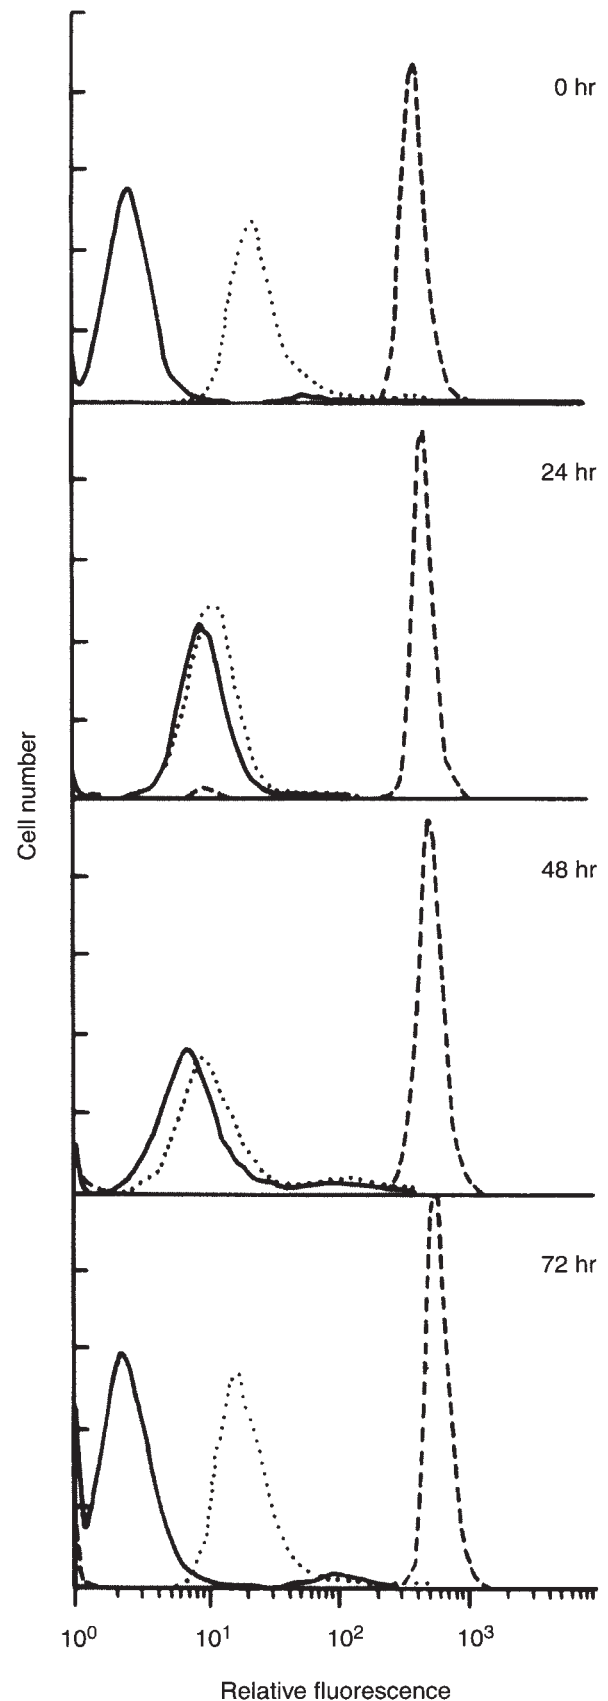 0 hr
24 hr
Cell number
48 hr
72 hr
10⁰ 10¹ 10² 10³
Relative fluorescence